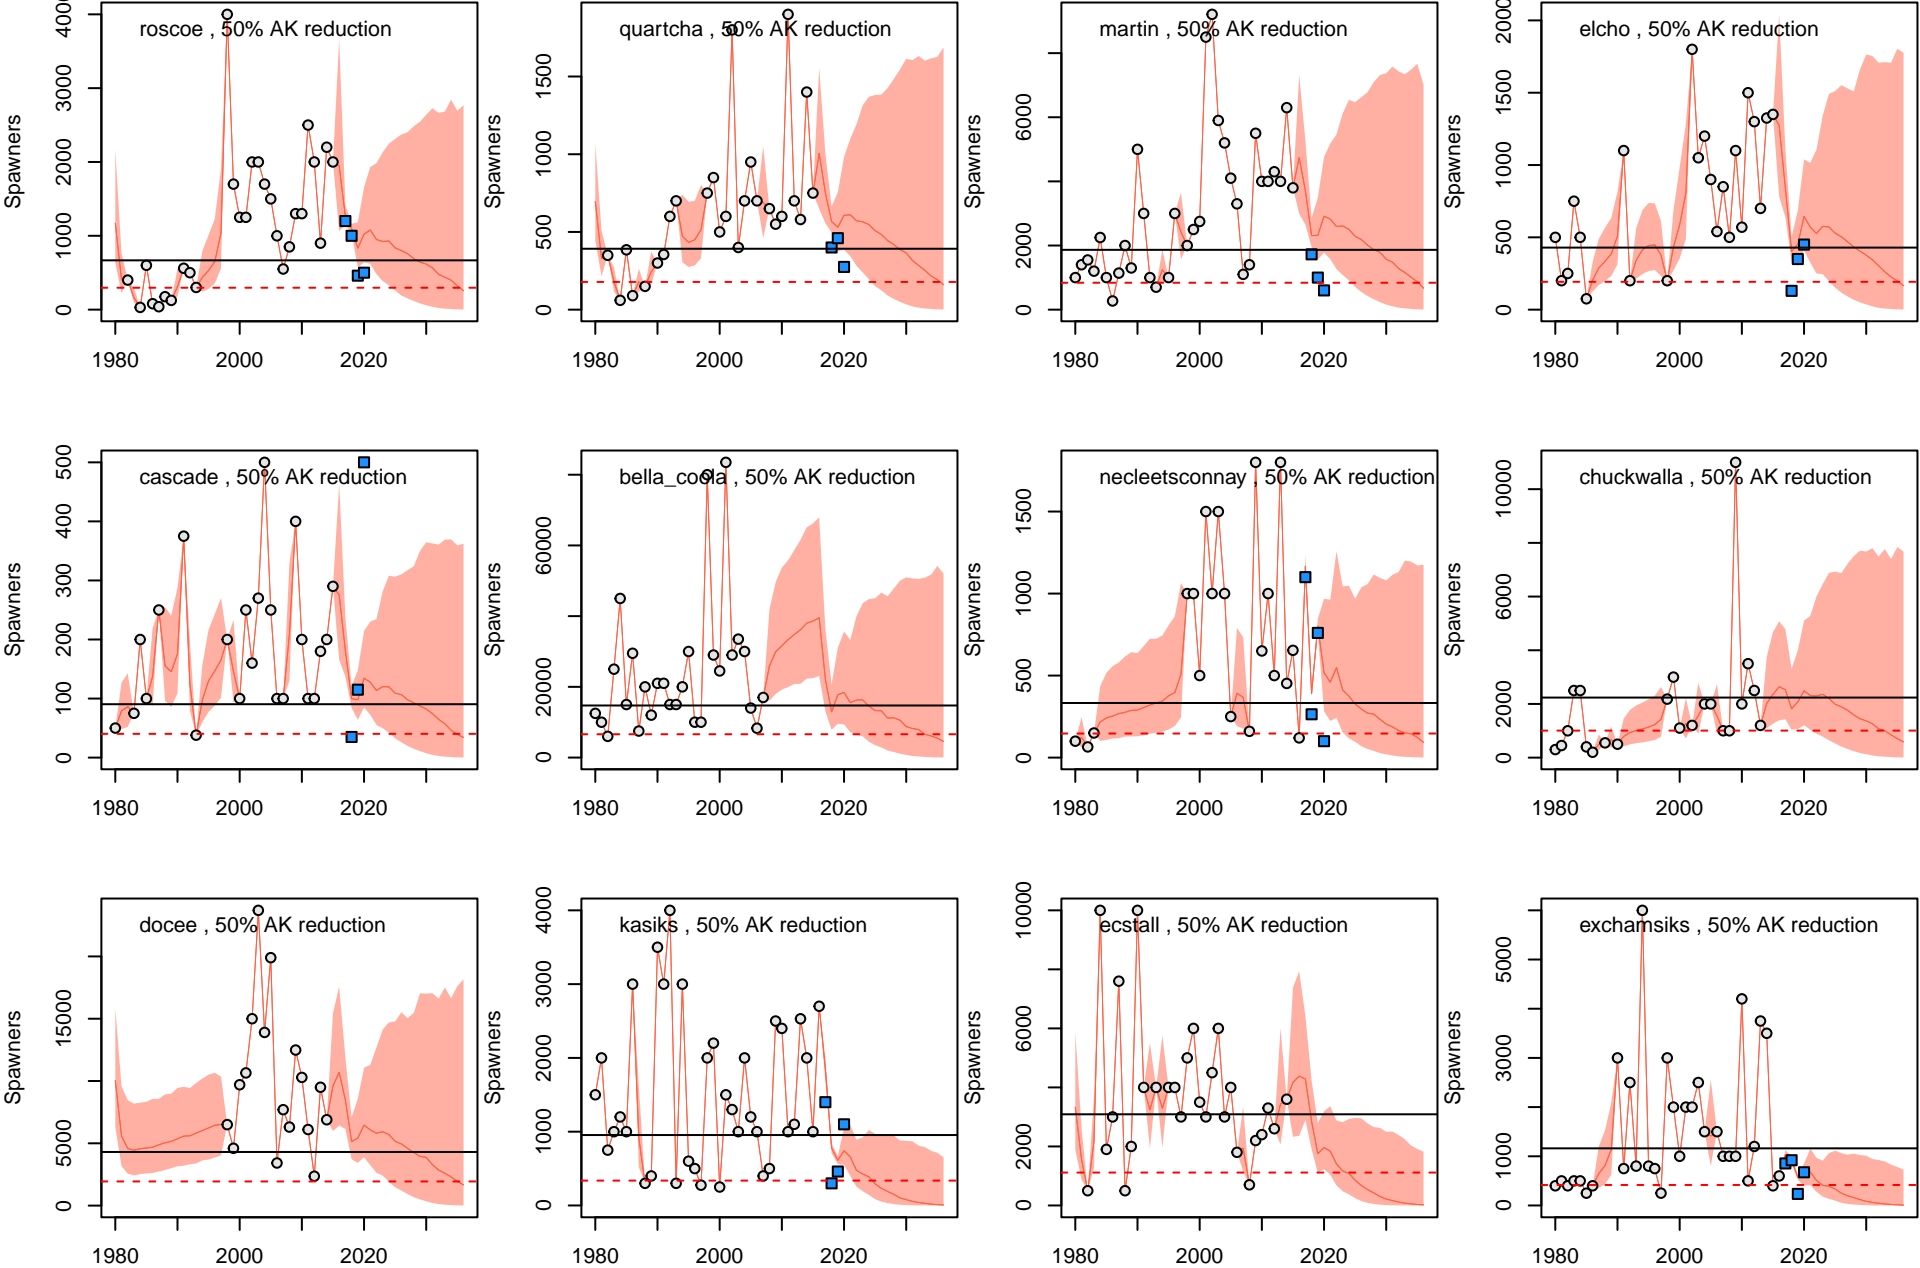 roscoe , 50% AK reduction
quartcha , 50% AK reduction
martin , 50% AK reduction
elcho , 50% AK reduction
Spawners
Spawners
Spawners
Spawners
0 1000 2000 3000 4000
0 500 1000 1500
0 2000 6000
0 500 1000 1500 2000
1980 2000 2020
1980 2000 2020
1980 2000 2020
1980 2000 2020
cascade , 50% AK reduction
bella_coola , 50% AK reduction
necleetsconnay , 50% AK reduction
chuckwalla , 50% AK reduction
Spawners
Spawners
Spawners
Spawners
0 100 200 300 400 500
0 20000 60000
0 500 1000 1500
0 2000 6000 10000
1980 2000 2020
1980 2000 2020
1980 2000 2020
1980 2000 2020
docee , 50% AK reduction
kasiks , 50% AK reduction
ecstall , 50% AK reduction
exchamsiks , 50% AK reduction
Spawners
Spawners
Spawners
Spawners
0 5000 15000
0 1000 2000 3000 4000
0 2000 6000 10000
0 1000 3000 5000
1980 2000 2020
1980 2000 2020
1980 2000 2020
1980 2000 2020